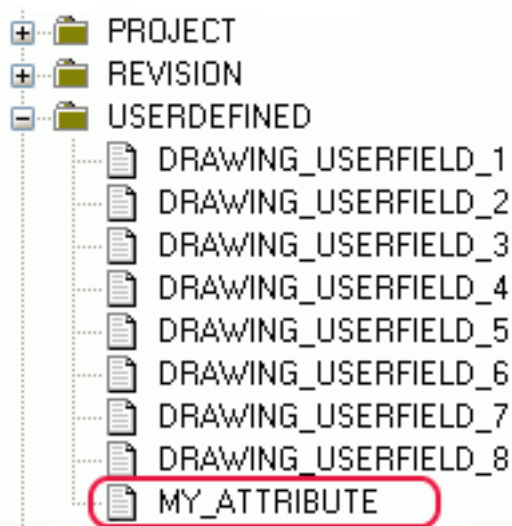 PROJECT
REVISION
USERDEFINED
DRAWING_USERFIELD_1
DRAWING_USERFIELD_2
DRAWING_USERFIELD_3
DRAWING_USERFIELD_4
DRAWING_USERFIELD_5
DRAWING_USERFIELD_6
DRAWING_USERFIELD_7
DRAWING_USERFIELD_8
MY_ATTRIBUTE